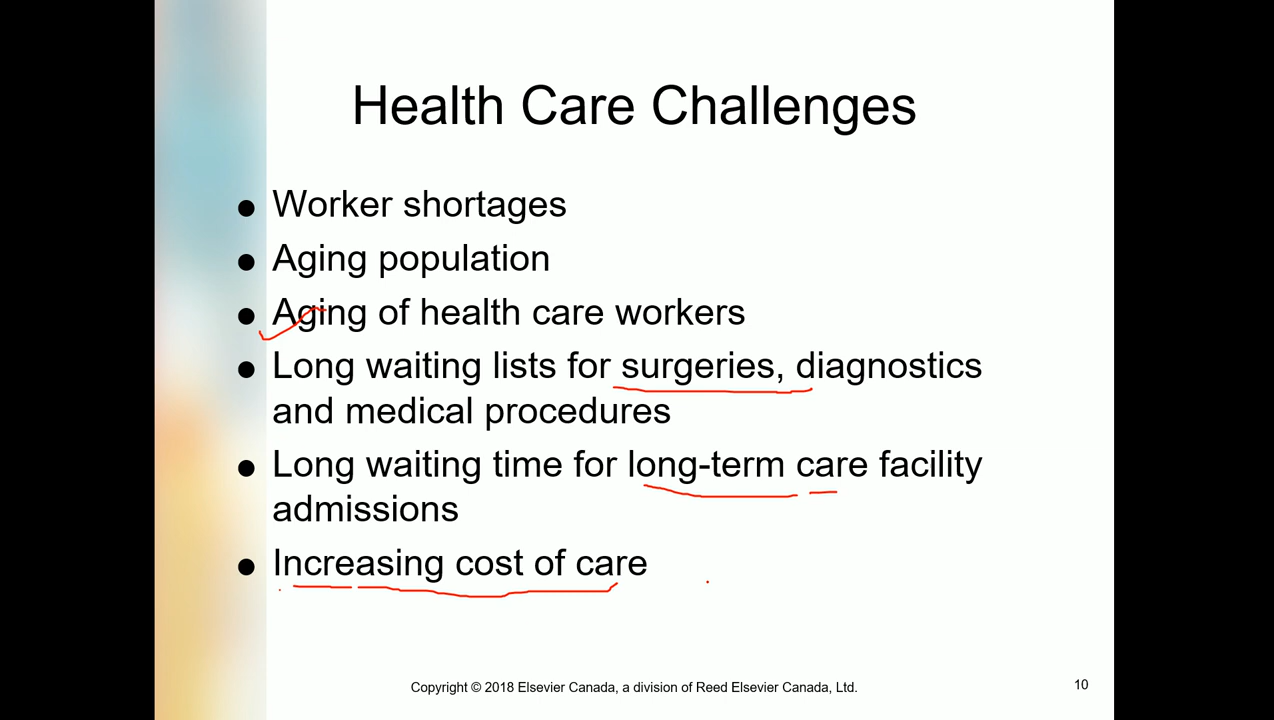 Health Care Challenges
● Worker shortages
● Aging population
● Aging of health care workers
● Long waiting lists for surgeries, diagnostics
and medical procedures
● Long waiting time for long-term care facility
admissions
● Increasing cost of care
Copyright © 2018 Elsevier Canada, a division of Reed Elsevier Canada, Ltd.
10